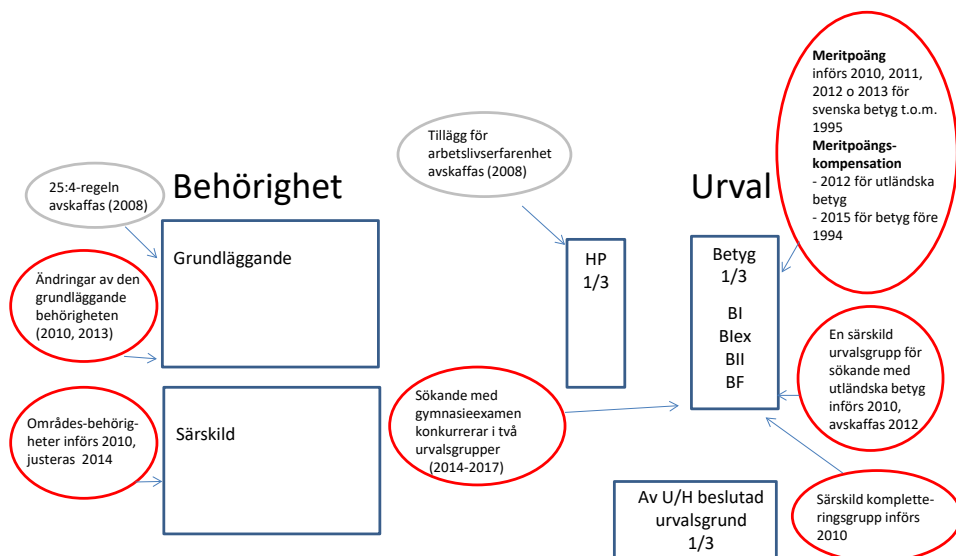 Behörighet
Urval
25:4-regeln
avskaffas (2008)
Grundläggande
Ändringar av den
grundläggande
behörigheten
(2010, 2013)
Områdes-behörig-
heter införs 2010,
justeras 2014
Särskild
Tillägg för
arbetslivserfarenhet
avskaffas (2008)
HP
1/3
Sökande med
gymnasieexamen
konkurrerar i två
urvalsgrupper
(2014-2017)
Betyg
1/3
BI
BIex
BII
BF
Av U/H beslutad
urvalsgrund
1/3
Meritpoäng
införs 2010, 2011,
2012 o 2013 för
svenska betyg t.o.m.
1995
Meritpoängs-
kompensation
- 2012 för utländska
betyg
- 2015 för betyg före
1994
En särskild
urvalsgrupp för
sökande med
utländska betyg
införs 2010,
avskaffas 2012
Särskild komplette-
ringsgrupp införs
2010